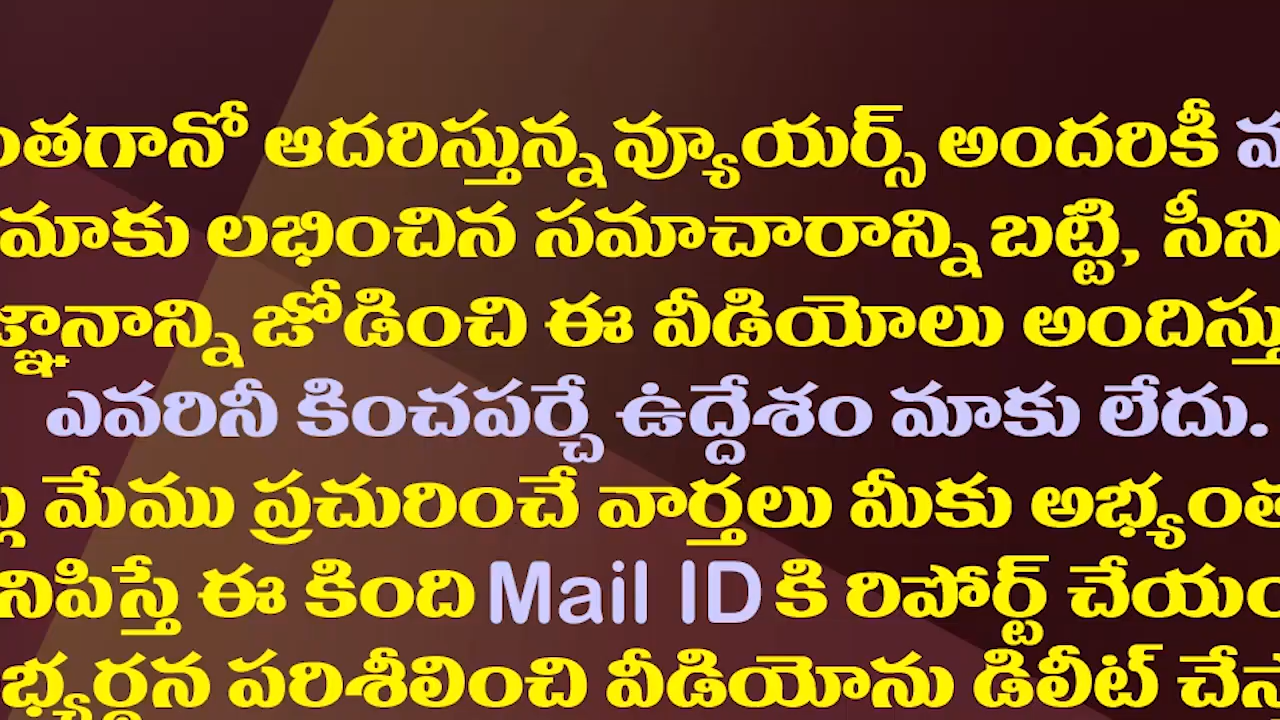 ఆదరిస్తున్న వ్యూయర్స్ అందరికీ
మాకు లభించిన సమాచారాన్ని బట్టి,
జోడించి ఈ వీడియోలు
ఎవరినీ కించపర్చే ఉద్దేశం మాకు లేదు.
మేము ప్రచురించే వార్తలు మీకు
ఈ కింది Mail ID కి రిపోర్ట్
పరిశీలించి వీడియోను డిలీట్